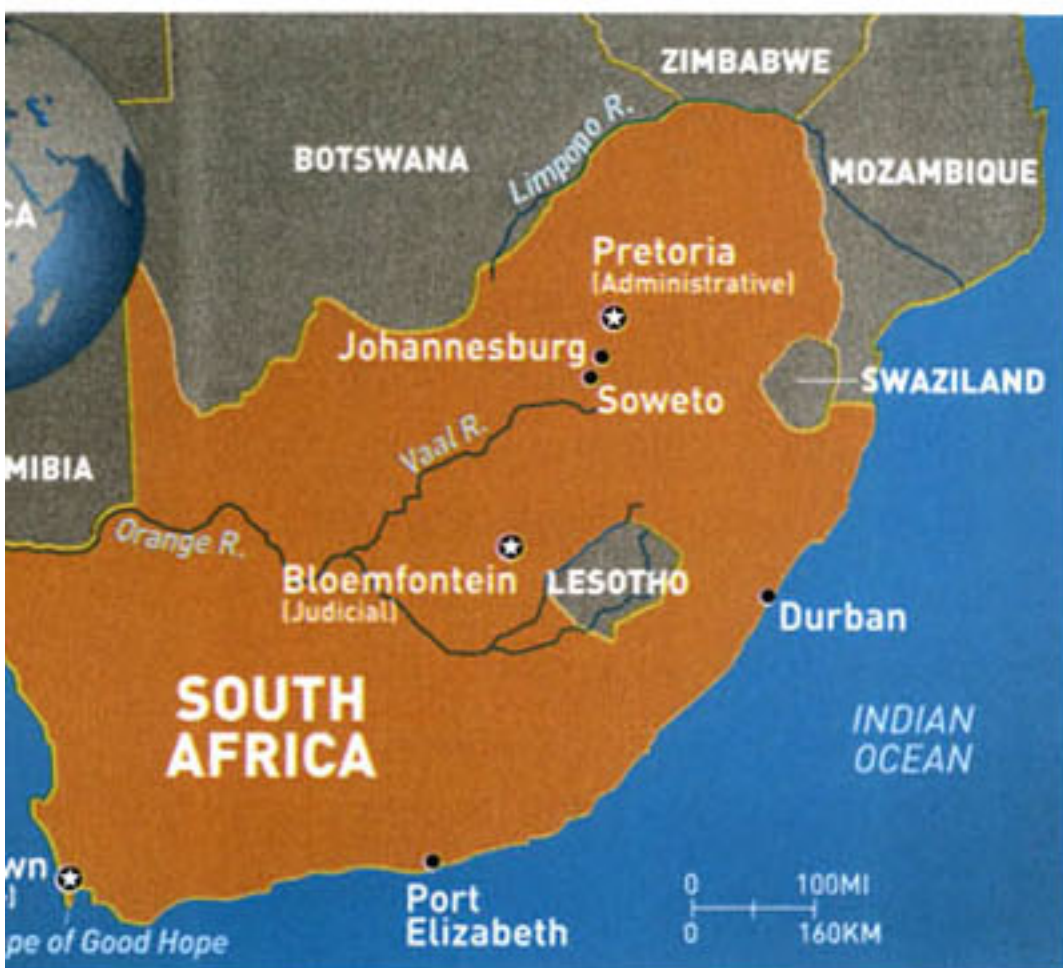 ZIMBABWE
BOTSWANA
Limpopo R.
MOZAMBIQUE
CA
Pretoria
(Administrative)
Johannesburg
Soweto
SWAZILAND
Vaal R.
MIBIA
Orange R.
Bloemfontein
(Judicial)
LESOTHO
Durban
SOUTH
AFRICA
INDIAN
OCEAN
wn
Port
Elizabeth
pe of Good Hope
0 100MI
0 160KM